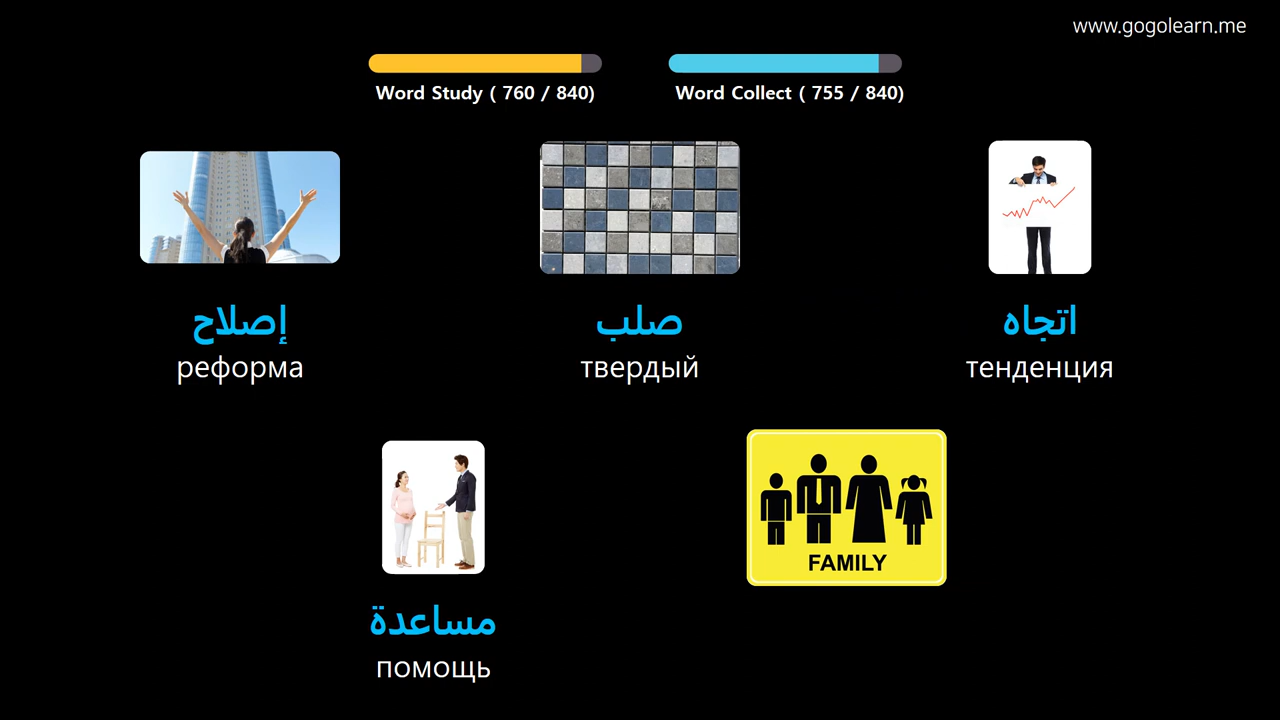 www.gogolearn.me
Word Study ( 760 / 840)
Word Collect ( 755 / 840)
إصلاح
реформа
صلب
твердый
اتجاه
тенденция
مساعدة
помощь
FAMILY